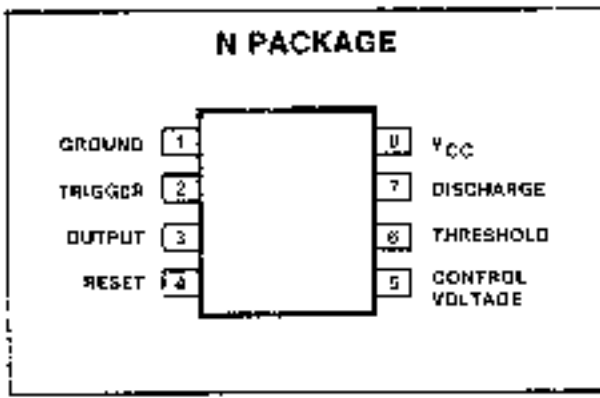 N PACKAGE
GROUND 1 8 VCC
TRIGGER 2 7 DISCHARGE
OUTPUT 3 6 THRESHOLD
RESET 4 5 CONTROL
VOLTAGE